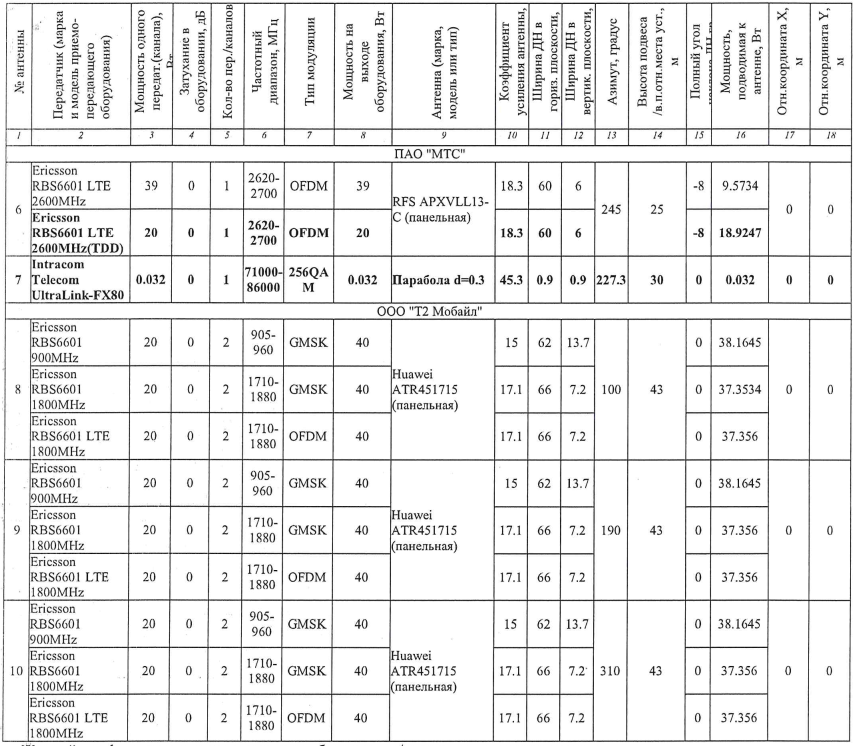 № антенны | Передатчик (марка и модель приемо-передающего оборудования) | Мощность одного передат.(канала), Вт | Затухание в оборудовании, дБ | Кол-во пер./каналов | Частотный диапазон, МГц | Тип модуляции | Мощность на выходе оборудования, Вт | Антенна (марка, модель или тип) | Коэффициент усиления антенны, | Ширина ДН в гориз. плоскости, | Ширина ДН в вертик. плоскости, | Азимут, градус | Высота подвеса /в.п.отн.места уст., м | Полный угол | Мощность, подводимая к антенне, Вт | Отн.координата X, м | Отн.координата Y, м
1 | 2 | 3 | 4 | 5 | 6 | 7 | 8 | 9 | 10 | 11 | 12 | 13 | 14 | 15 | 16 | 17 | 18
ПАО "МТС"
6 | Ericsson RBS6601 LTE 2600MHz | 39 | 0 | 1 | 2620-2700 | OFDM | 39 | RFS APXVLL13-C (панельная) | 18.3 | 60 | 6 | 245 | 25 | -8 | 9.5734 | 0 | 0
Ericsson RBS6601 LTE 2600MHz(TDD) | 20 | 0 | 1 | 2620-2700 | OFDM | 20 | 18.3 | 60 | 6 | -8 | 18.9247
7 | Intracom Telecom UltraLink-FX80 | 0.032 | 0 | 1 | 71000-86000 | 256QAM | 0.032 | Парабола d=0.3 | 45.3 | 0.9 | 0.9 | 227.3 | 30 | 0 | 0.032 | 0 | 0
ООО "Т2 Мобайл"
8 | Ericsson RBS6601 900MHz | 20 | 0 | 2 | 905-960 | GMSK | 40 | Huawei ATR451715 (панельная) | 15 | 62 | 13.7 | 100 | 43 | 0 | 38.1645 | 0 | 0
Ericsson RBS6601 1800MHz | 20 | 0 | 2 | 1710-1880 | GMSK | 40 | 17.1 | 66 | 7.2 | 0 | 37.3534
Ericsson RBS6601 LTE 1800MHz | 20 | 0 | 2 | 1710-1880 | OFDM | 40 | 17.1 | 66 | 7.2 | 0 | 37.356
9 | Ericsson RBS6601 900MHz | 20 | 0 | 2 | 905-960 | GMSK | 40 | Huawei ATR451715 (панельная) | 15 | 62 | 13.7 | 190 | 43 | 0 | 38.1645 | 0 | 0
Ericsson RBS6601 1800MHz | 20 | 0 | 2 | 1710-1880 | GMSK | 40 | 17.1 | 66 | 7.2 | 0 | 37.356
Ericsson RBS6601 LTE 1800MHz | 20 | 0 | 2 | 1710-1880 | OFDM | 40 | 17.1 | 66 | 7.2 | 0 | 37.356
10 | Ericsson RBS6601 900MHz | 20 | 0 | 2 | 905-960 | GMSK | 40 | Huawei ATR451715 (панельная) | 15 | 62 | 13.7 | 310 | 43 | 0 | 38.1645 | 0 | 0
Ericsson RBS6601 1800MHz | 20 | 0 | 2 | 1710-1880 | GMSK | 40 | 17.1 | 66 | 7.2 | 0 | 37.356
Ericsson RBS6601 LTE 1800MHz | 20 | 0 | 2 | 1710-1880 | OFDM | 40 | 17.1 | 66 | 7.2 | 0 | 37.356